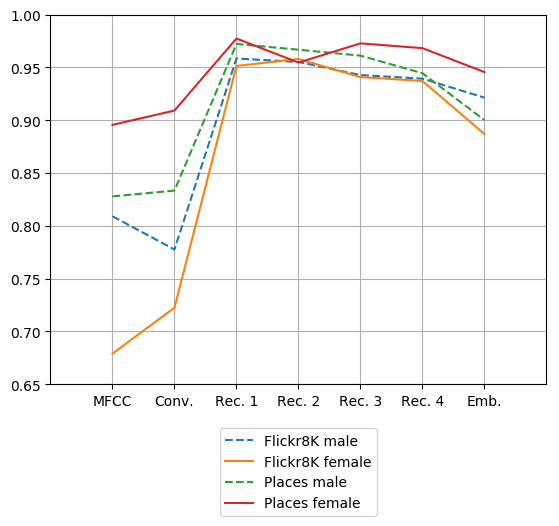 1.00
0.95
0.90
0.85
0.80
0.75
0.70
0.65
MFCC Conv. Rec. 1 Rec. 2 Rec. 3 Rec. 4 Emb.
Flickr8K male
Flickr8K female
Places male
Places female